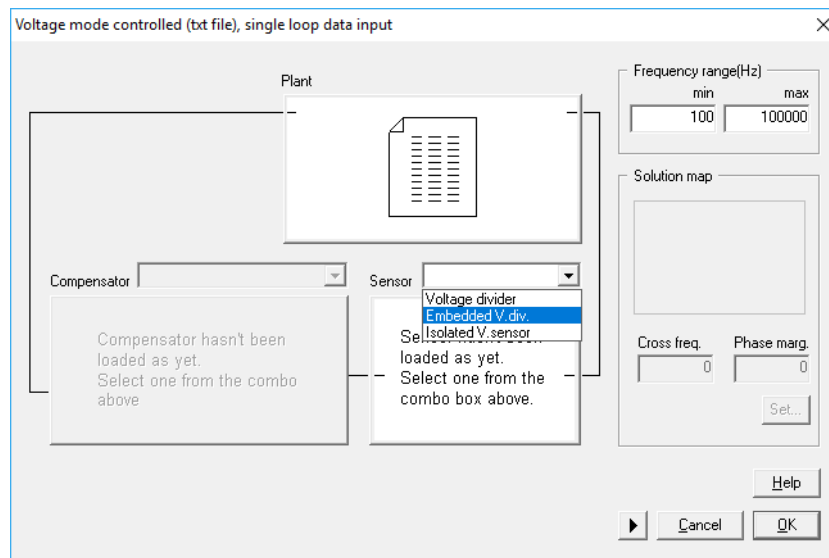 Voltage mode controlled (txt file), single loop data input
Plant
Frequency range(Hz)
min max
100 100000
Solution map
Compensator
Sensor
Voltage divider
Embedded V.div.
Isolated V.sensor
Compensator hasn't been
loaded as yet.
Select one from the combo
above
loaded as yet.
Select one from the
combo box above.
Cross freq. Phase marg.
0 0
Set...
Help
Cancel
OK